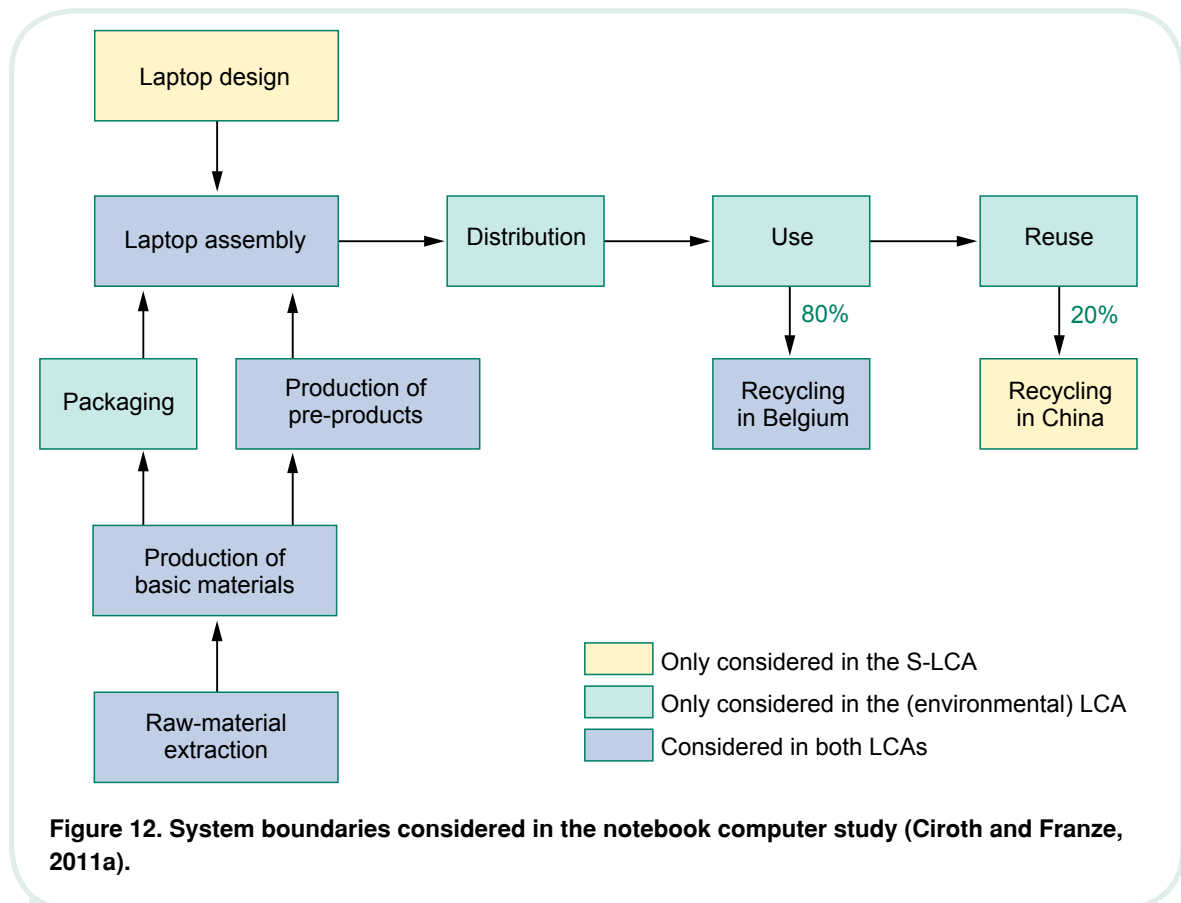 Laptop design
Laptop assembly
Distribution
Use
Reuse
80%
20%
Packaging
Production of
pre-products
Recycling
in Belgium
Recycling
in China
Production of
basic materials
Raw-material
extraction
Only considered in the S-LCA
Only considered in the (environmental) LCA
Considered in both LCAs
Figure 12. System boundaries considered in the notebook computer study (Ciroth and Franze,
2011a).